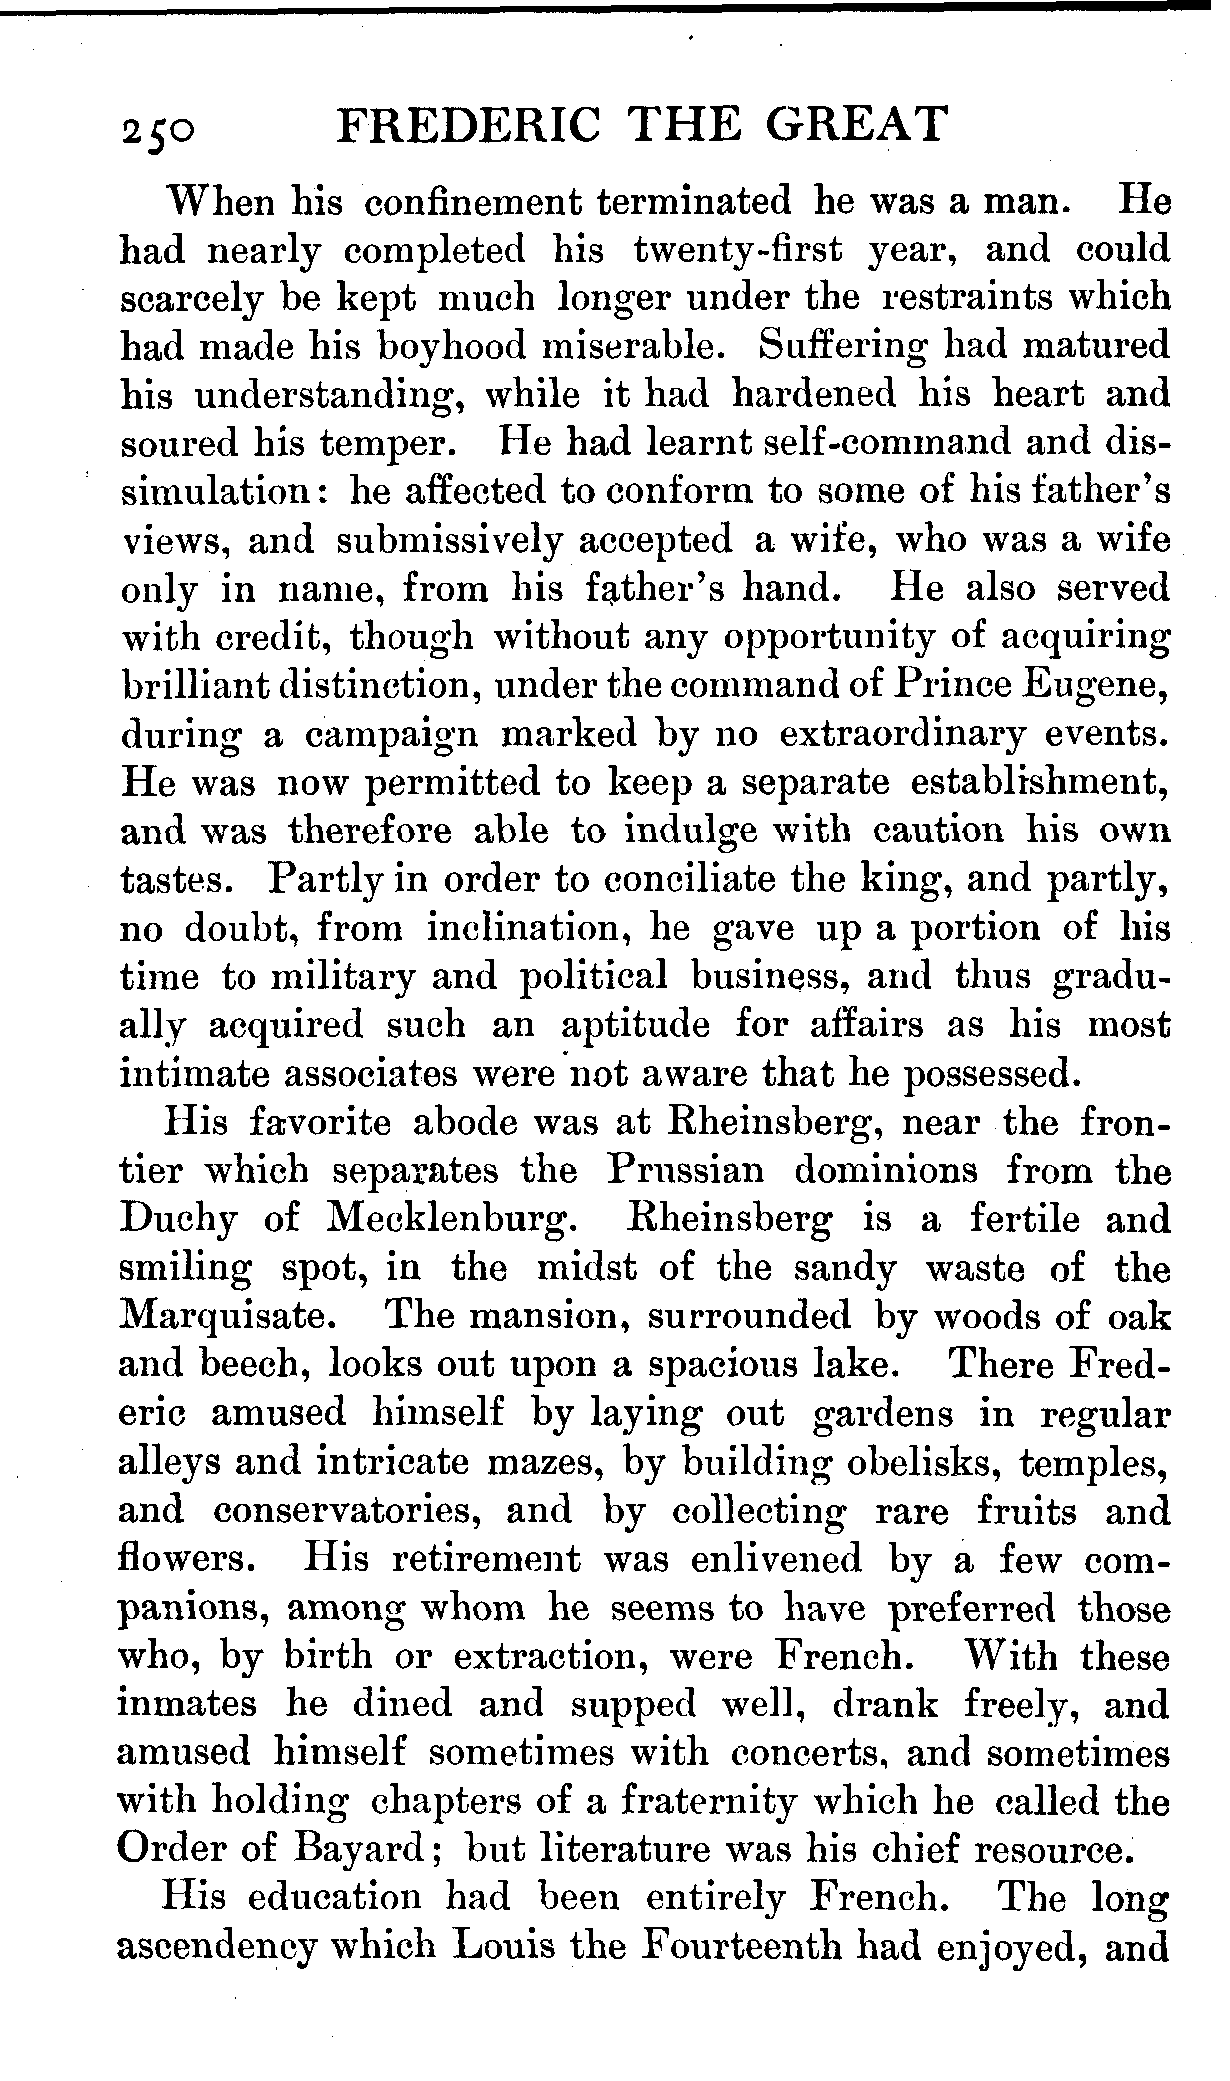 250 FREDERIC THE GREAT
When his confinement terminated he was a man. He
had nearly completed his twenty-first year, and could
scarcely be kept much longer under the restraints which
had made his boyhood miserable. Suffering had matured
his understanding, while it had hardened his heart and
soured his temper. He had learnt self-command and dis-
simulation: he affected to conform to some of his father's
views, and submissively accepted a wife, who was a wife
only in name, from his father's hand. He also served
with credit, though without any opportunity of acquiring
brilliant distinction, under the command of Prince Eugene,
during a campaign marked by no extraordinary events.
He was now permitted to keep a separate establishment,
and was therefore able to indulge with caution his own
tastes. Partly in order to conciliate the king, and partly,
no doubt, from inclination, he gave up a portion of his
time to military and political business, and thus gradu-
ally acquired such an aptitude for affairs as his most
intimate associates were not aware that he possessed.
His favorite abode was at Rheinsberg, near the fron-
tier which separates the Prussian dominions from the
Duchy of Mecklenburg. Rheinsberg is a fertile and
smiling spot, in the midst of the sandy waste of the
Marquisate. The mansion, surrounded by woods of oak
and beech, looks out upon a spacious lake. There Fred-
eric amused himself by laying out gardens in regular
alleys and intricate mazes, by building obelisks, temples,
and conservatories, and by collecting rare fruits and
flowers. His retirement was enlivened by a few com-
panions, among whom he seems to have preferred those
who, by birth or extraction, were French. With these
inmates he dined and supped well, drank freely, and
amused himself sometimes with concerts, and sometimes
with holding chapters of a fraternity which he called the
Order of Bayard; but literature was his chief resource.
His education had been entirely French. The long
ascendency which Louis the Fourteenth had enjoyed, and